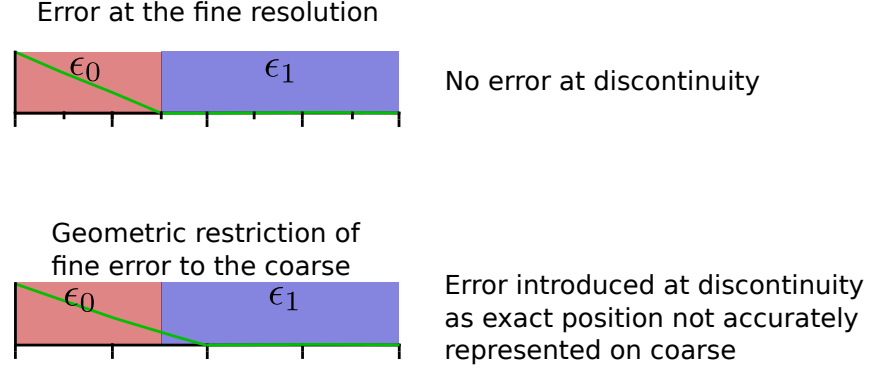 Error at the fine resolution
ϵ₀ ϵ₁
No error at discontinuity
Geometric restriction of
fine error to the coarse
ϵ₀ ϵ₁
Error introduced at discontinuity
as exact position not accurately
represented on coarse